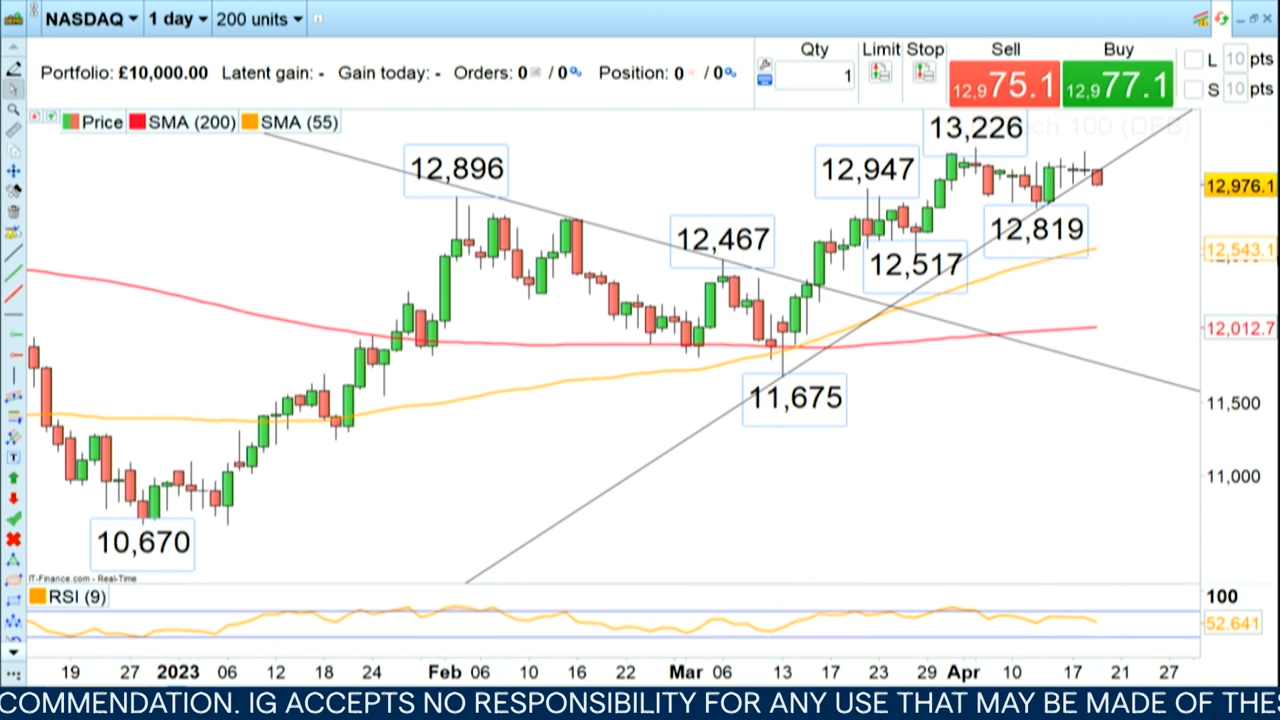 NASDAQ 1 day 200 units
Qty Limit Stop Sell Buy
L 10 pts
Portfolio: £10,000.00 Latent gain: - Gain today: - Orders: 0 / 0 Position: 0 / 0
1
12,975.1 12,977.1
S 10 pts
Price SMA (200) SMA (55)
13,226
ch 100 (DFB)
12,896
12,947
12,976.1
12,467
12,819
12,517
12,543.1
12,012.7
11,675
11,500
11,000
10,670
IT-Finance.com - Real-Time
RSI (9)
100
52.641
19 27 2023 06 12 18 24 Feb 06 10 16 22 Mar 06 13 17 23 29 Apr 10 17 21 27
COMMENDATION. IG ACCEPTS NO RESPONSIBILITY FOR ANY USE THAT MAY BE MADE OF THES